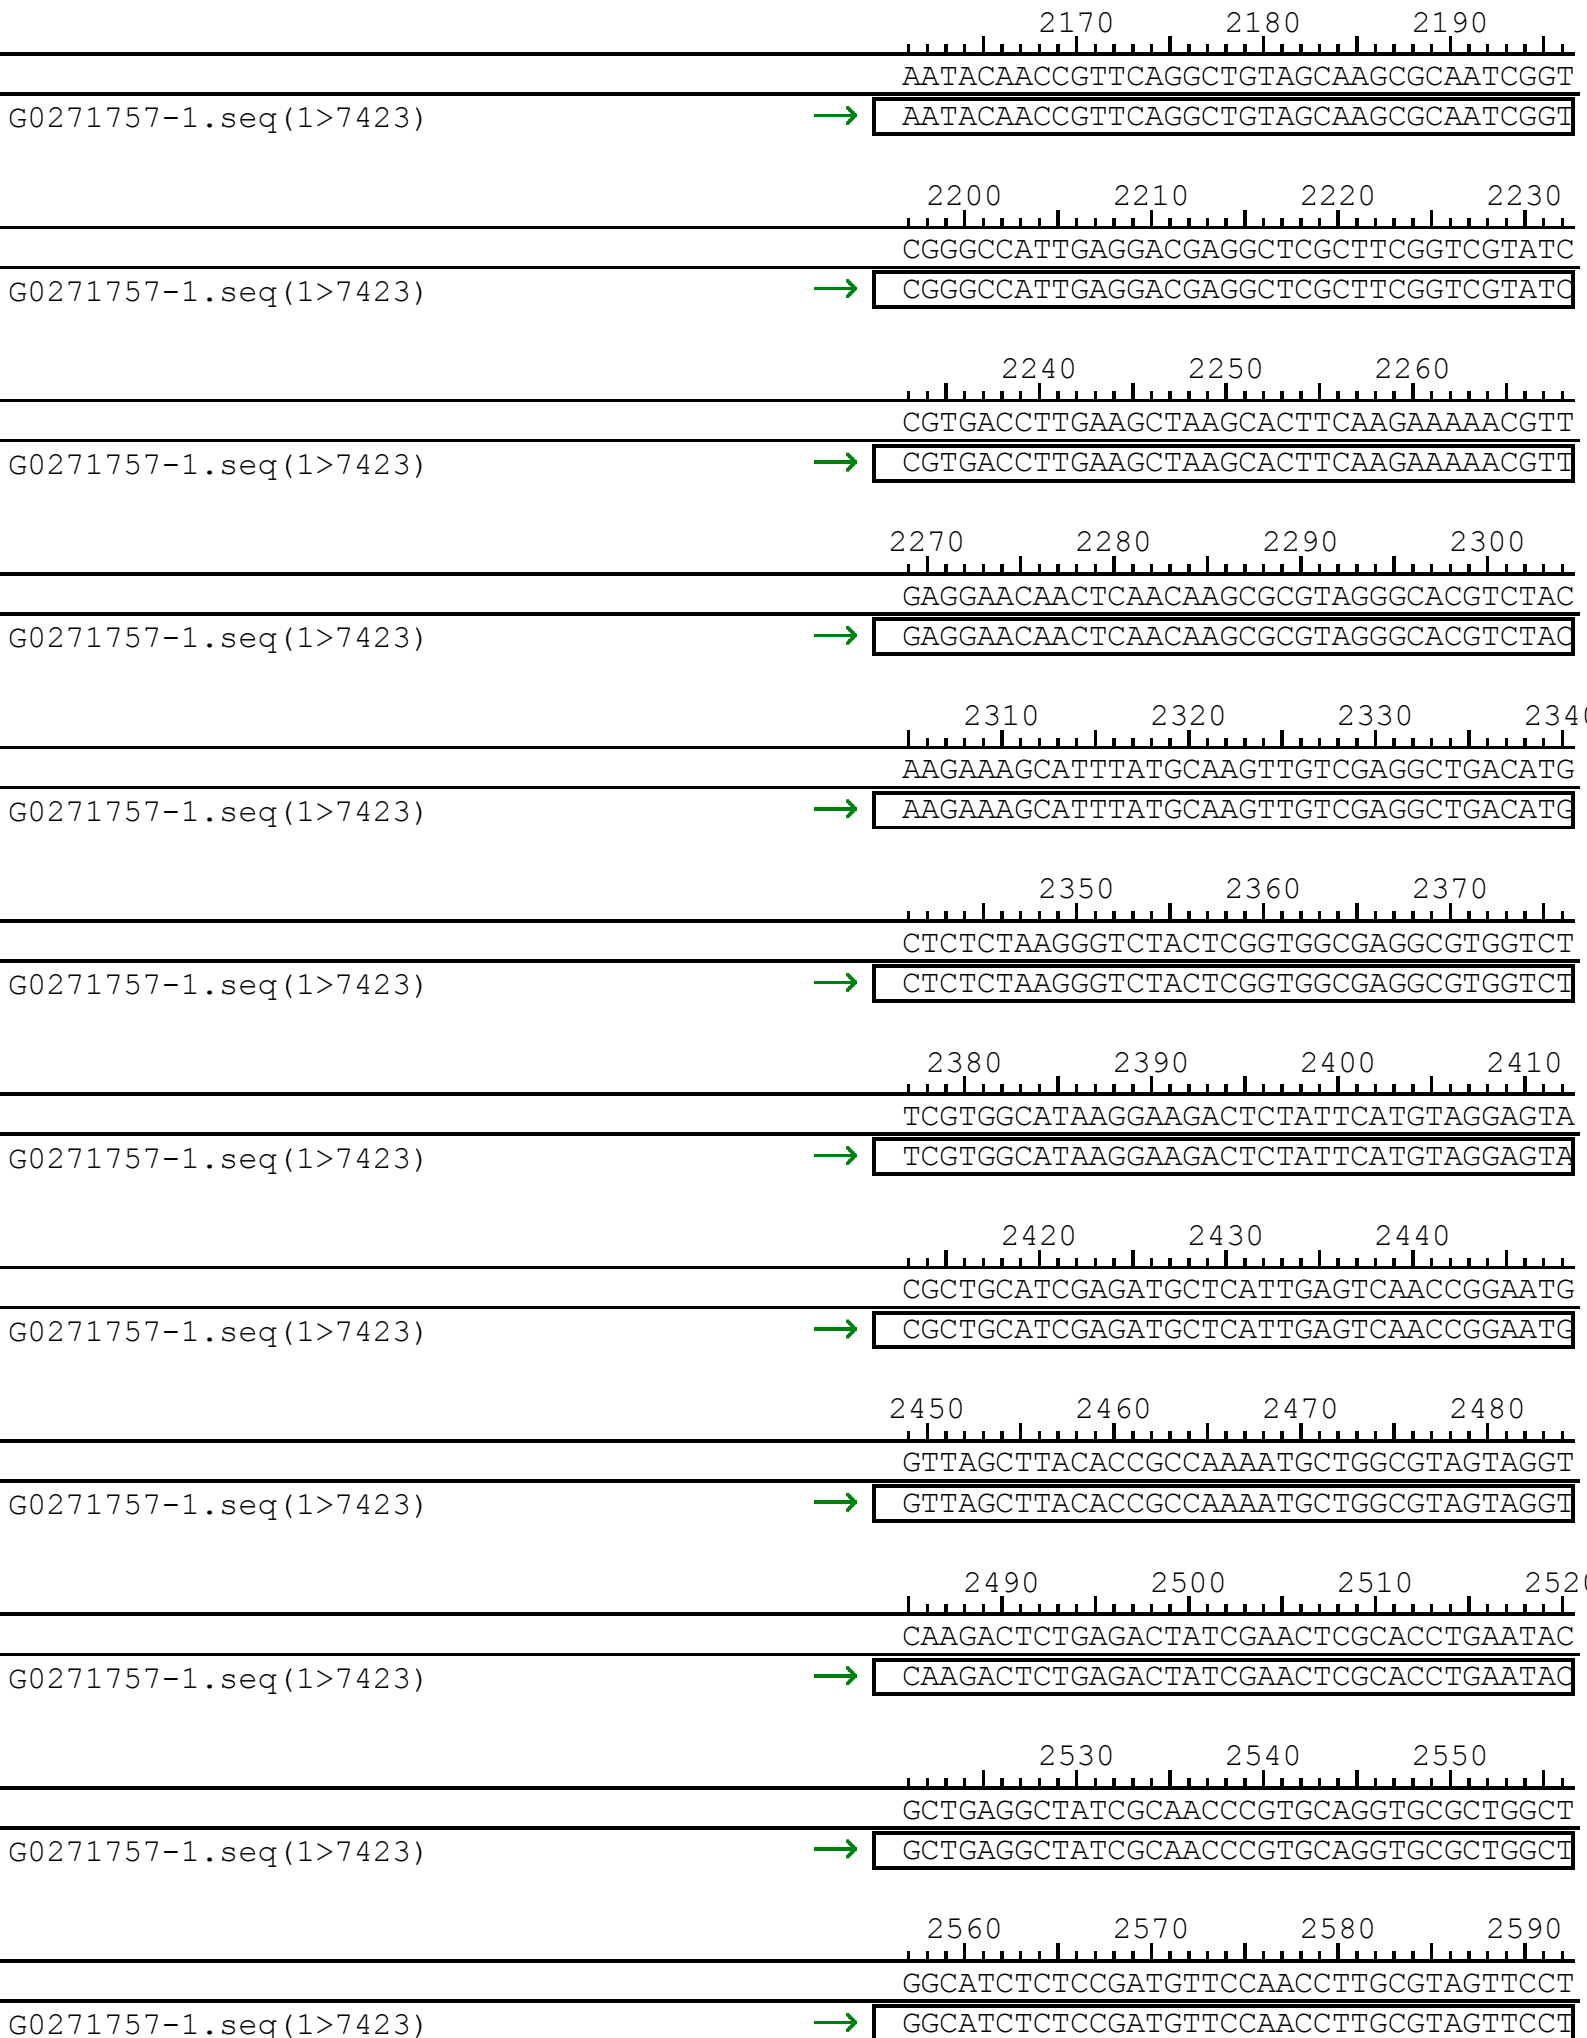 2170 2180 2190
AATACAACCGTTCAGGCTGTAGCAAGCGCAATCGGT
G0271757-1.seq(1>7423) → AATACAACCGTTCAGGCTGTAGCAAGCGCAATCGGT
2200 2210 2220 2230
CGGGCCATTGAGGACGAGGCTCGCTTCGGTCGTATC
G0271757-1.seq(1>7423) → CGGGCCATTGAGGACGAGGCTCGCTTCGGTCGTATC
2240 2250 2260
CGTGACCTTGAAGCTAAGCACTTCAAGAAAAACGTT
G0271757-1.seq(1>7423) → CGTGACCTTGAAGCTAAGCACTTCAAGAAAAACGTT
2270 2280 2290 2300
GAGGAACAACTCAACAAGCGCGTAGGGCACGTCTAC
G0271757-1.seq(1>7423) → GAGGAACAACTCAACAAGCGCGTAGGGCACGTCTAC
2310 2320 2330 2340
AAGAAAGCATTTATGCAAGTTGTCGAGGCTGACATG
G0271757-1.seq(1>7423) → AAGAAAGCATTTATGCAAGTTGTCGAGGCTGACATG
2350 2360 2370
CTCTCTAAGGGTCTACTCGGTGGCGAGGCGTGGTCT
G0271757-1.seq(1>7423) → CTCTCTAAGGGTCTACTCGGTGGCGAGGCGTGGTCT
2380 2390 2400 2410
TCGTGGCATAAGGAAGACTCTATTCATGTAGGAGTA
G0271757-1.seq(1>7423) → TCGTGGCATAAGGAAGACTCTATTCATGTAGGAGTA
2420 2430 2440
CGCTGCATCGAGATGCTCATTGAGTCAACCGGAATG
G0271757-1.seq(1>7423) → CGCTGCATCGAGATGCTCATTGAGTCAACCGGAATG
2450 2460 2470 2480
GTTAGCTTACACCGCCAAAATGCTGGCGTAGTAGGT
G0271757-1.seq(1>7423) → GTTAGCTTACACCGCCAAAATGCTGGCGTAGTAGGT
2490 2500 2510 2520
CAAGACTCTGAGACTATCGAACTCGCACCTGAATAC
G0271757-1.seq(1>7423) → CAAGACTCTGAGACTATCGAACTCGCACCTGAATAC
2530 2540 2550
GCTGAGGCTATCGCAACCCGTGCAGGTGCGCTGGCT
G0271757-1.seq(1>7423) → GCTGAGGCTATCGCAACCCGTGCAGGTGCGCTGGCT
2560 2570 2580 2590
GGCATCTCTCCGATGTTCCAACCTTGCGTAGTTCCT
G0271757-1.seq(1>7423) → GGCATCTCTCCGATGTTCCAACCTTGCGTAGTTCCT